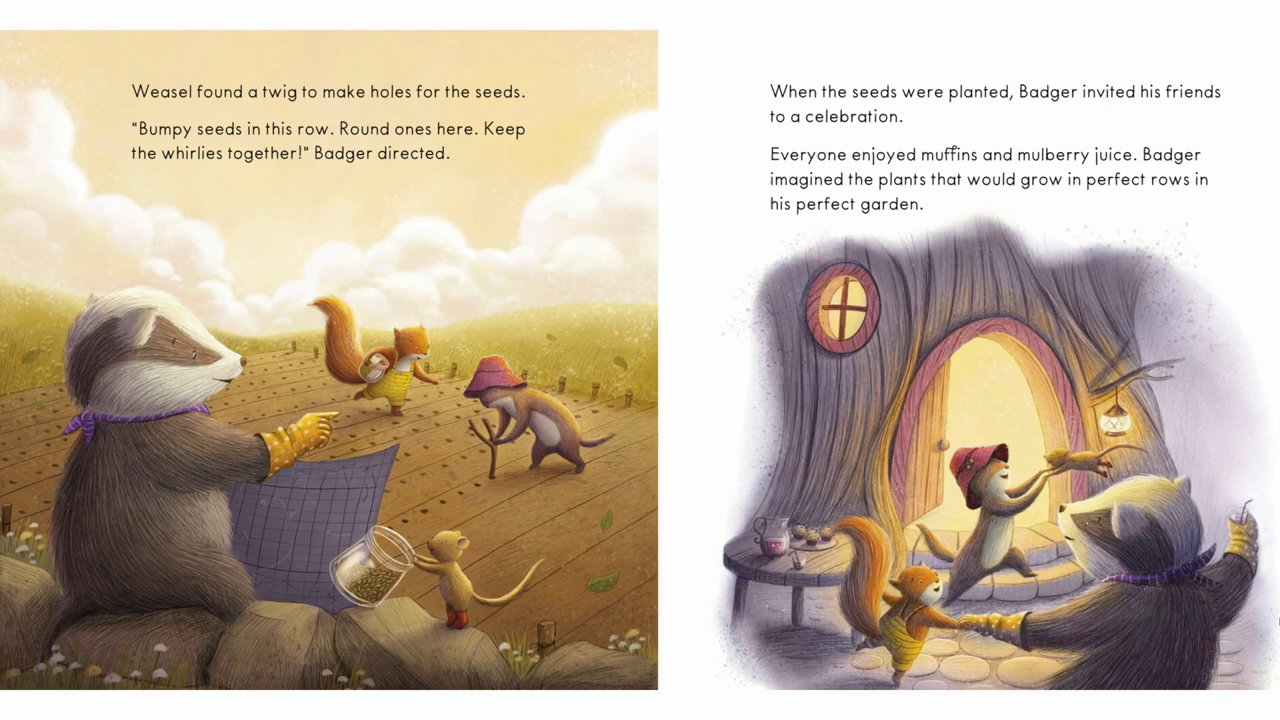 Weasel found a twig to make holes for the seeds.
"Bumpy seeds in this row. Round ones here. Keep
the whirlies together!" Badger directed.
When the seeds were planted, Badger invited his friends
to a celebration.
Everyone enjoyed muffins and mulberry juice. Badger
imagined the plants that would grow in perfect rows in
his perfect garden.